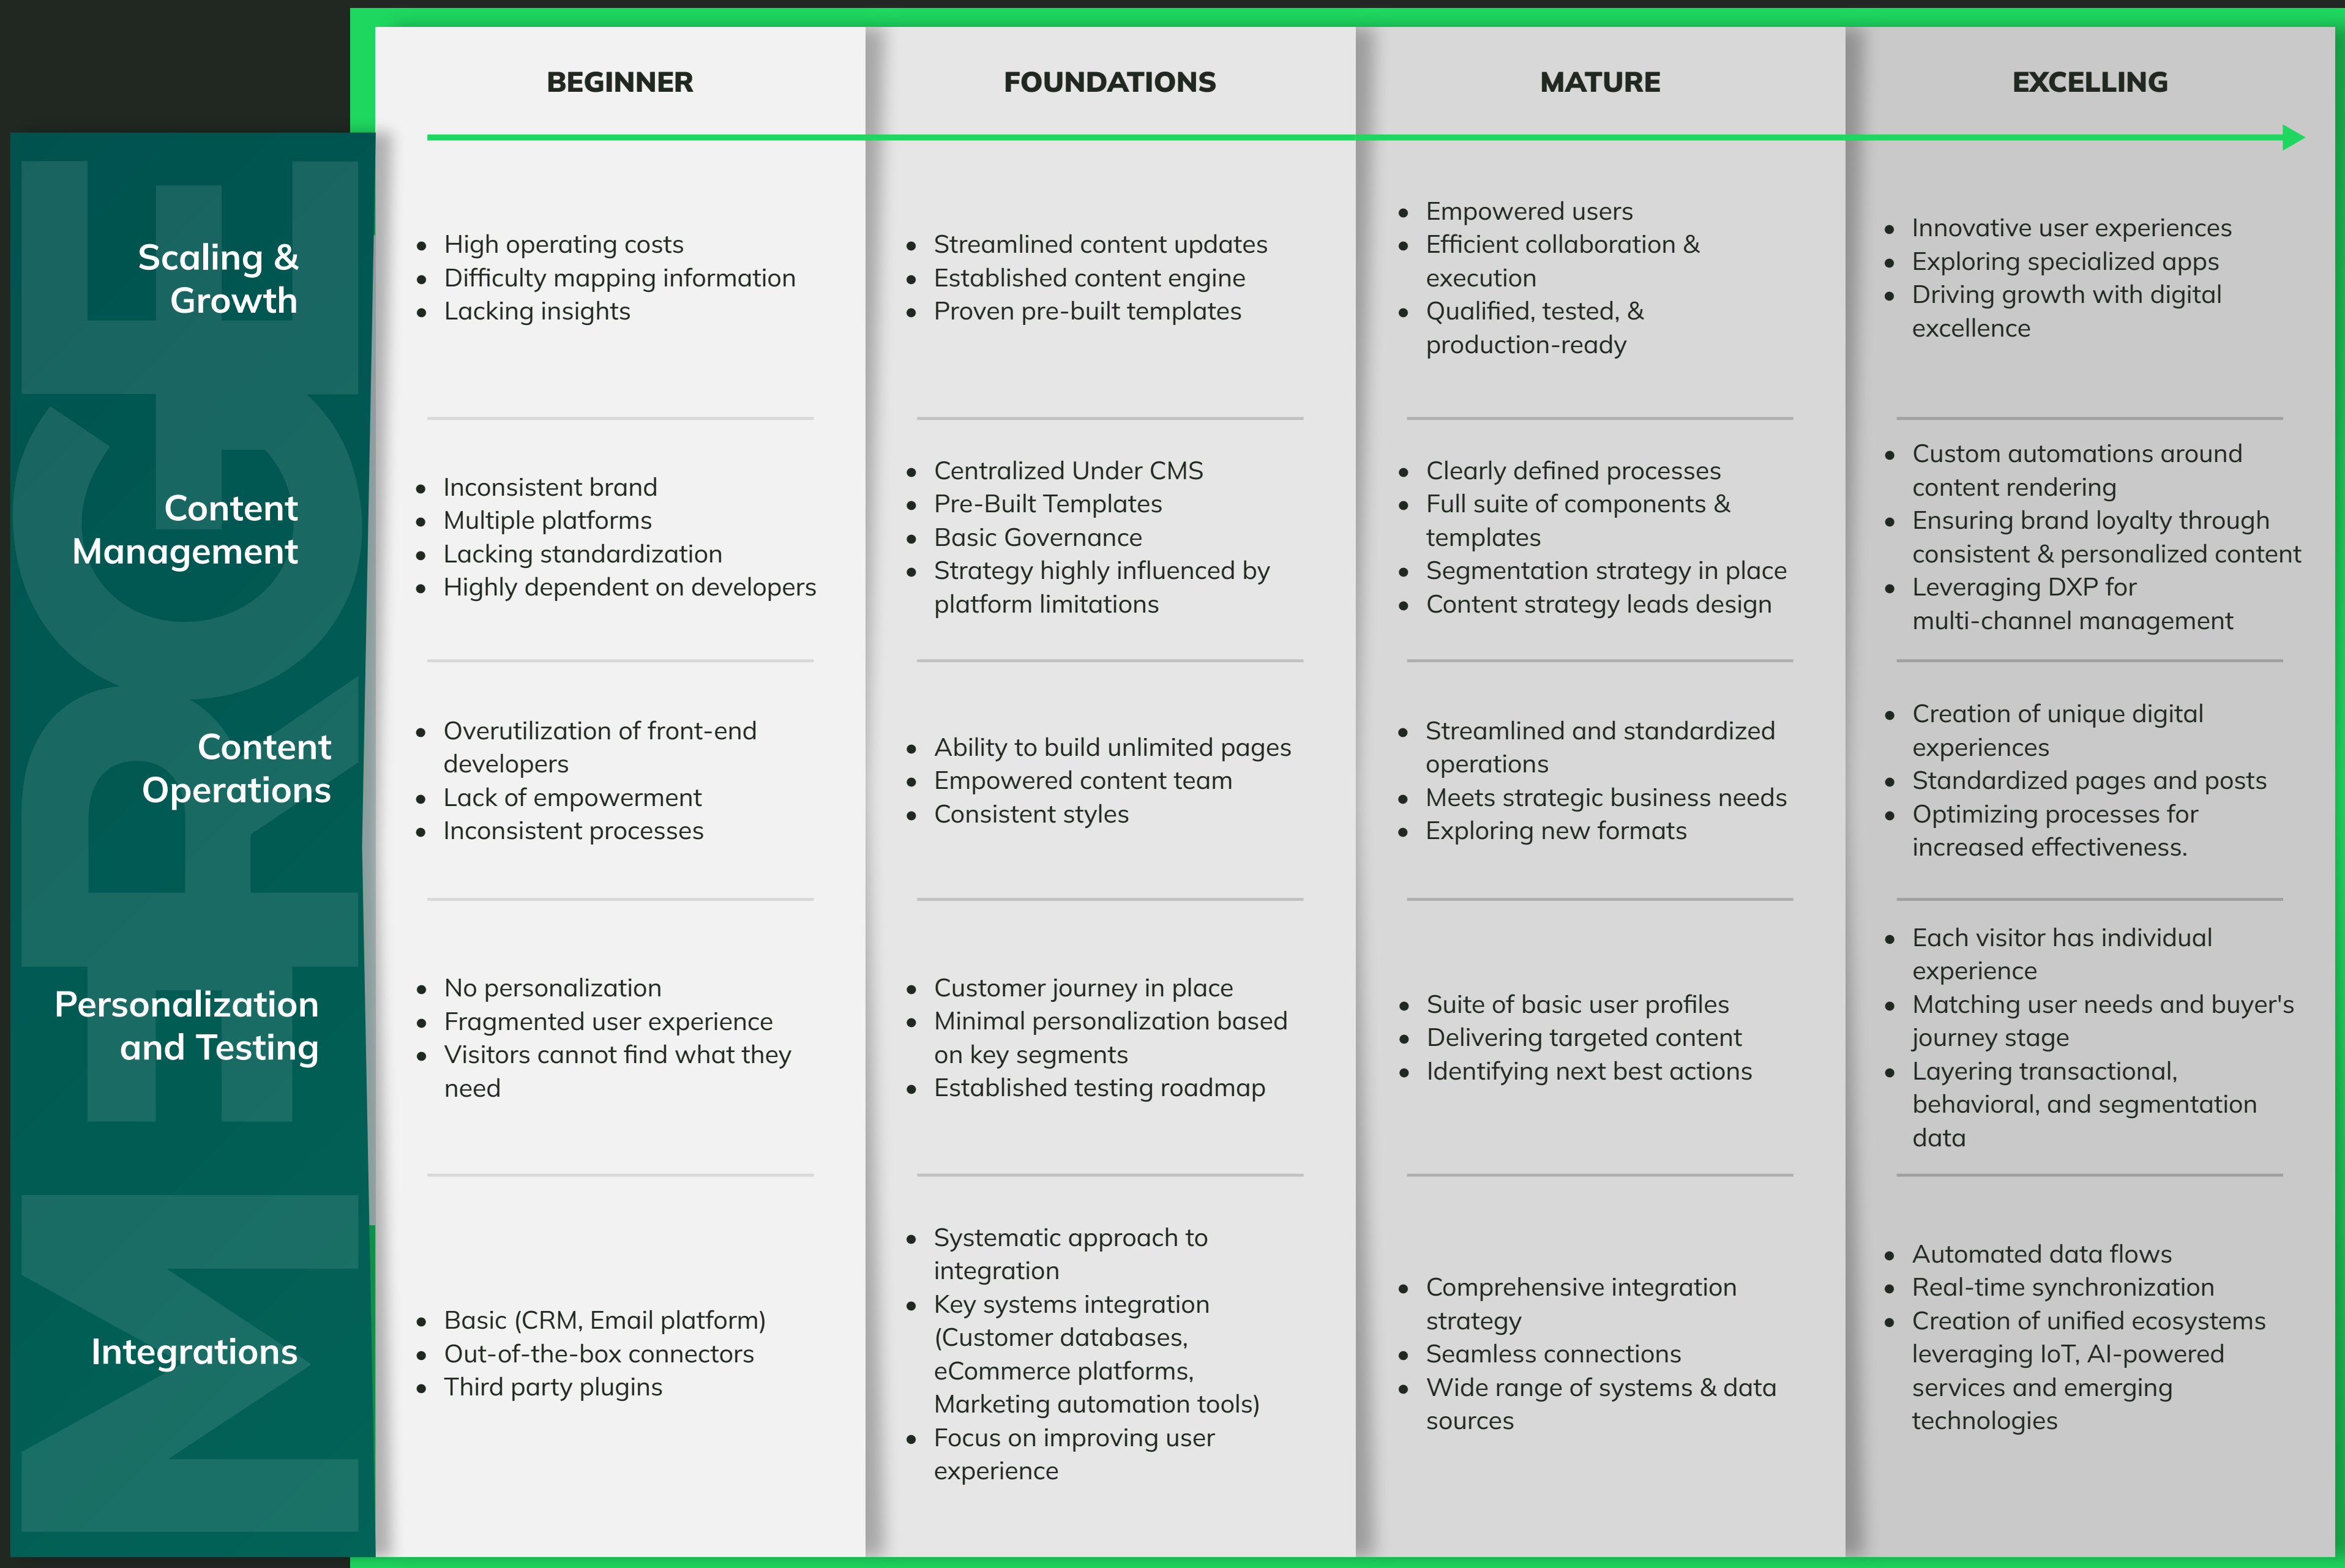 BEGINNER
FOUNDATIONS
MATURE
EXCELLING
MERGE
Scaling &
Growth
• High operating costs
• Difficulty mapping information
• Lacking insights
• Streamlined content updates
• Established content engine
• Proven pre-built templates
• Empowered users
• Efficient collaboration &
execution
• Qualified, tested, &
production-ready
• Innovative user experiences
• Exploring specialized apps
• Driving growth with digital
excellence
Content
Management
• Inconsistent brand
• Multiple platforms
• Lacking standardization
• Highly dependent on developers
• Centralized Under CMS
• Pre-Built Templates
• Basic Governance
• Strategy highly influenced by
platform limitations
• Clearly defined processes
• Full suite of components &
templates
• Segmentation strategy in place
• Content strategy leads design
• Custom automations around
content rendering
• Ensuring brand loyalty through
consistent & personalized content
• Leveraging DXP for
multi-channel management
Content
Operations
• Overutilization of front-end
developers
• Lack of empowerment
• Inconsistent processes
• Ability to build unlimited pages
• Empowered content team
• Consistent styles
• Streamlined and standardized
operations
• Meets strategic business needs
• Exploring new formats
• Creation of unique digital
experiences
• Standardized pages and posts
• Optimizing processes for
increased effectiveness.
Personalization
and Testing
• No personalization
• Fragmented user experience
• Visitors cannot find what they
need
• Customer journey in place
• Minimal personalization based
on key segments
• Established testing roadmap
• Suite of basic user profiles
• Delivering targeted content
• Identifying next best actions
• Each visitor has individual
experience
• Matching user needs and buyer's
journey stage
• Layering transactional,
behavioral, and segmentation
data
Integrations
• Basic (CRM, Email platform)
• Out-of-the-box connectors
• Third party plugins
• Systematic approach to
integration
• Key systems integration
(Customer databases,
eCommerce platforms,
Marketing automation tools)
• Focus on improving user
experience
• Comprehensive integration
strategy
• Seamless connections
• Wide range of systems & data
sources
• Automated data flows
• Real-time synchronization
• Creation of unified ecosystems
leveraging IoT, AI-powered
services and emerging
technologies